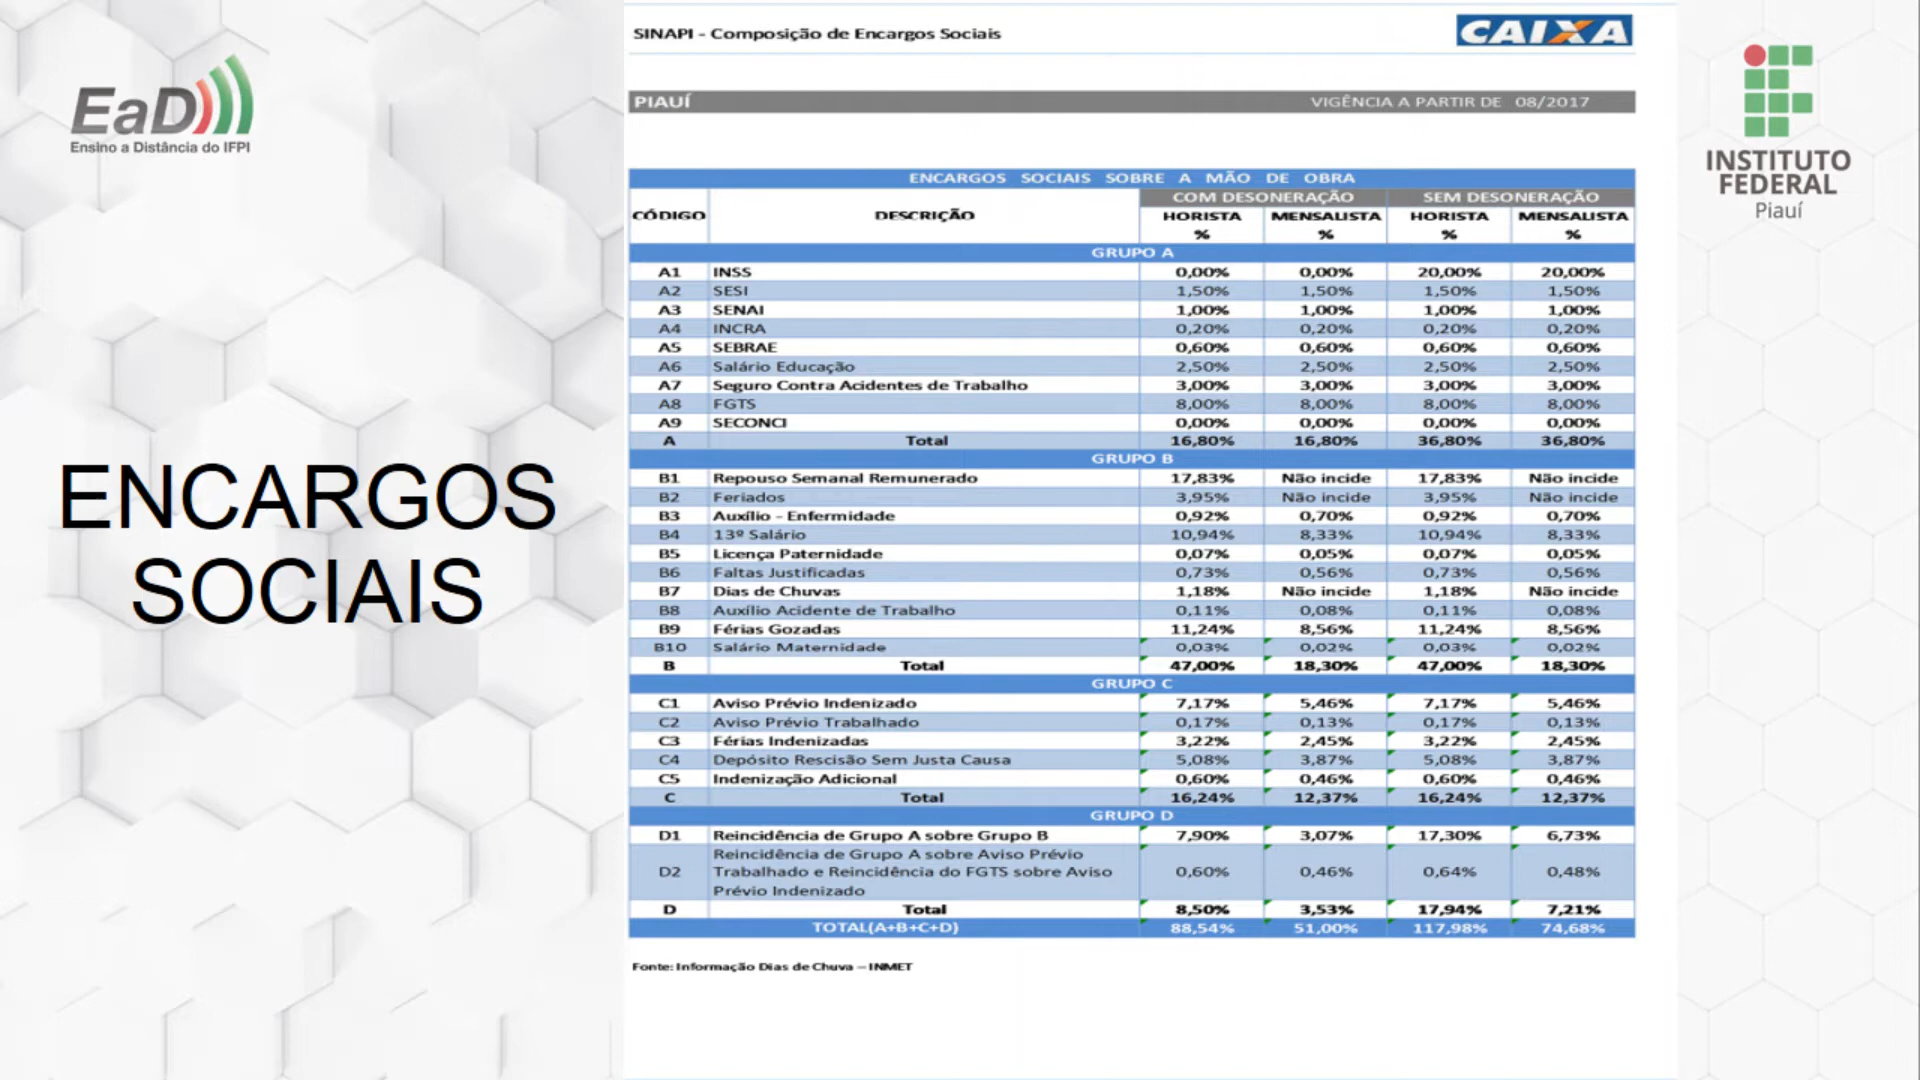 EaD
Ensino a Distância do IFPI
ENCARGOS
SOCIAIS
SINAPI - Composição de Encargos Sociais
CAIXA
PIAUÍ VIGÊNCIA A PARTIR DE 08/2017
ENCARGOS SOCIAIS SOBRE A MÃO DE OBRA
CÓDIGO DESCRIÇÃO COM DESONERAÇÃO SEM DESONERAÇÃO
HORISTA MENSALISTA HORISTA MENSALISTA
% % % %
GRUPO A
A1 INSS 0,00% 0,00% 20,00% 20,00%
A2 SESI 1,50% 1,50% 1,50% 1,50%
A3 SENAI 1,00% 1,00% 1,00% 1,00%
A4 INCRA 0,20% 0,20% 0,20% 0,20%
A5 SEBRAE 0,60% 0,60% 0,60% 0,60%
A6 Salário Educação 2,50% 2,50% 2,50% 2,50%
A7 Seguro Contra Acidentes de Trabalho 3,00% 3,00% 3,00% 3,00%
A8 FGTS 8,00% 8,00% 8,00% 8,00%
A9 SECONCI 0,00% 0,00% 0,00% 0,00%
A Total 16,80% 16,80% 36,80% 36,80%
GRUPO B
B1 Repouso Semanal Remunerado 17,83% Não incide 17,83% Não incide
B2 Feriados 3,95% Não incide 3,95% Não incide
B3 Auxílio - Enfermidade 0,92% 0,70% 0,92% 0,70%
B4 13º Salário 10,94% 8,33% 10,94% 8,33%
B5 Licença Paternidade 0,07% 0,05% 0,07% 0,05%
B6 Faltas Justificadas 0,73% 0,56% 0,73% 0,56%
B7 Dias de Chuvas 1,18% Não incide 1,18% Não incide
B8 Auxílio Acidente de Trabalho 0,11% 0,08% 0,11% 0,08%
B9 Férias Gozadas 11,24% 8,56% 11,24% 8,56%
B10 Salário Maternidade 0,03% 0,02% 0,03% 0,02%
B Total 47,00% 18,30% 47,00% 18,30%
GRUPO C
C1 Aviso Prévio Indenizado 7,17% 5,46% 7,17% 5,46%
C2 Aviso Prévio Trabalhado 0,17% 0,13% 0,17% 0,13%
C3 Férias Indenizadas 3,22% 2,45% 3,22% 2,45%
C4 Depósito Rescisão Sem Justa Causa 5,08% 3,87% 5,08% 3,87%
C5 Indenização Adicional 0,60% 0,46% 0,60% 0,46%
C Total 16,24% 12,37% 16,24% 12,37%
GRUPO D
D1 Reincidência de Grupo A sobre Grupo B 7,90% 3,07% 17,30% 6,73%
Reincidência de Grupo A sobre Aviso Prévio
D2 Trabalhado e Reincidência do FGTS sobre Aviso 0,60% 0,46% 0,64% 0,48%
Prévio Indenizado
D Total 8,50% 3,53% 17,94% 7,21%
TOTAL(A+B+C+D) 88,54% 51,00% 117,98% 74,68%
Fonte: Informação Dias de Chuva – INMET
INSTITUTO
FEDERAL
Piauí